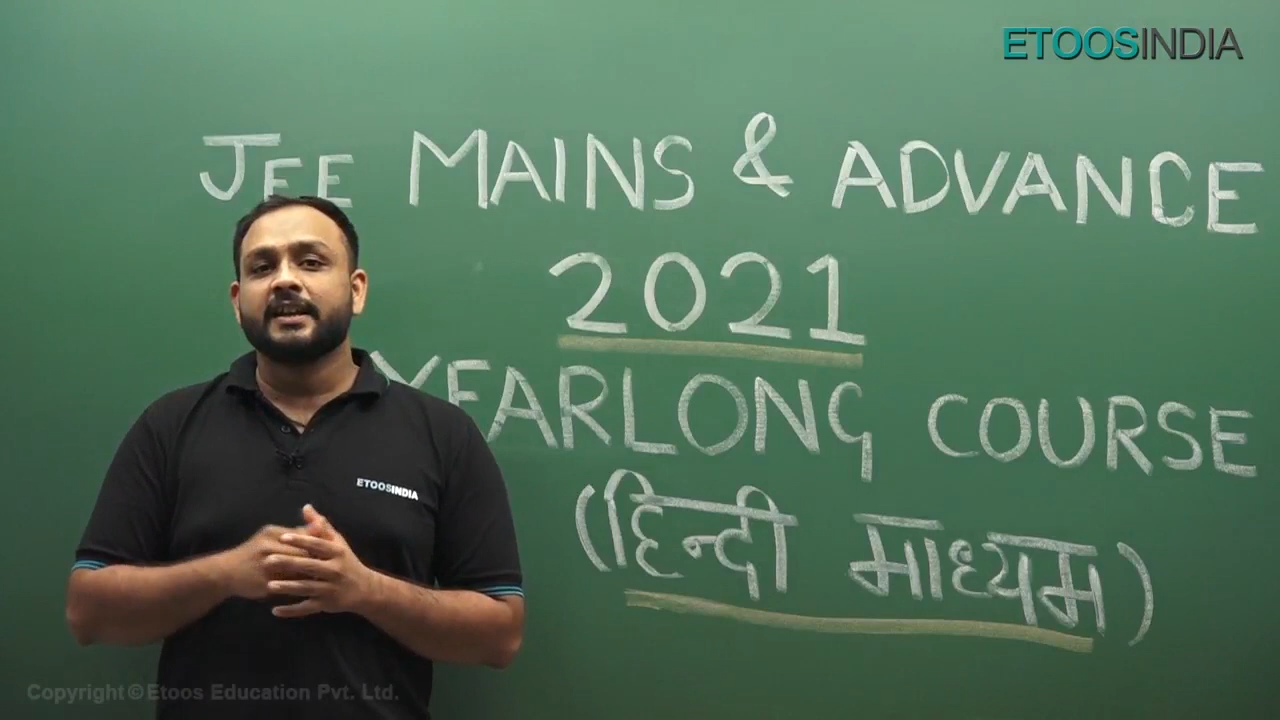 ETOOSINDIA
JEE MAINS & ADVANCE
2021
YEARLONG COURSE
(हिन्दी माध्यम)
ETOOSINDIA
Copyright © Etoos Education Pvt. Ltd.